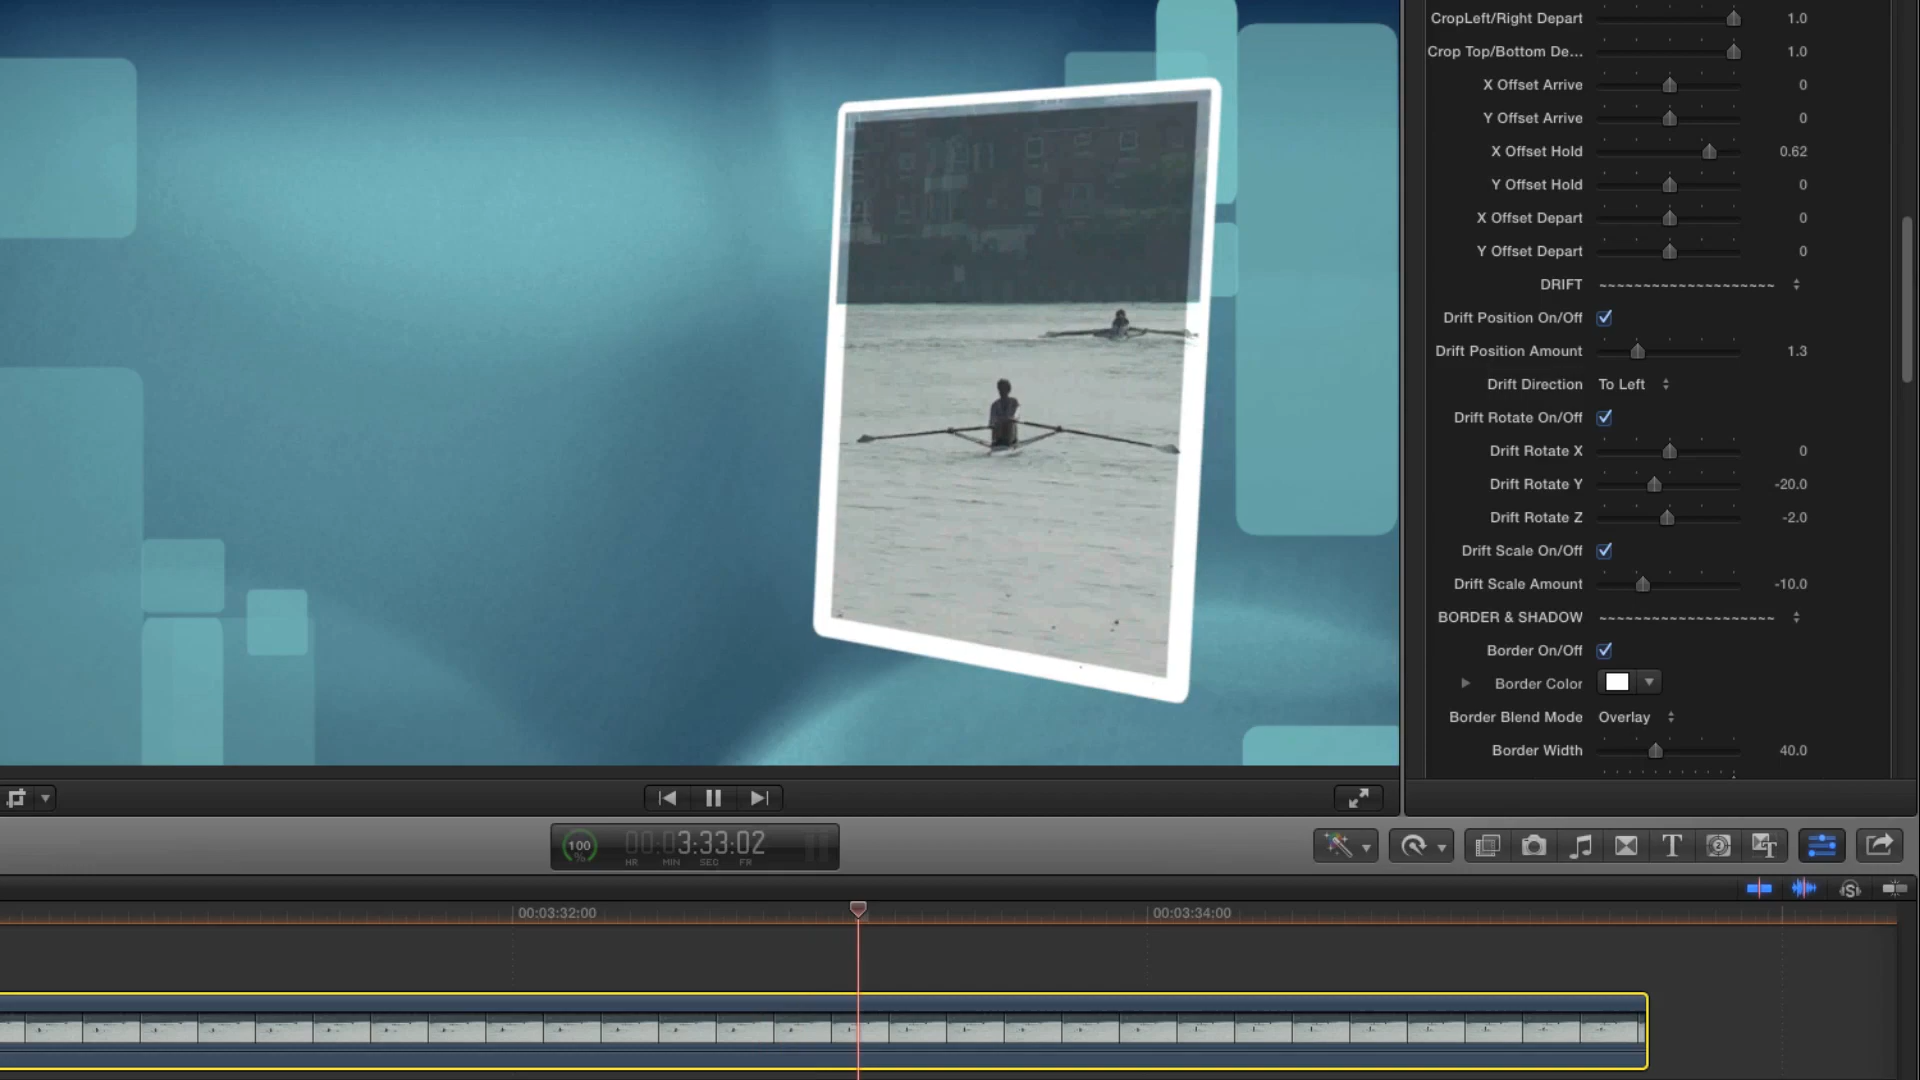 CropLeft/Right Depart 1.0
Crop Top/Bottom De... 1.0
X Offset Arrive 0
Y Offset Arrive 0
X Offset Hold 0.62
Y Offset Hold 0
X Offset Depart 0
Y Offset Depart 0
DRIFT ~~~~~~~~~~~~~~~~~~~~
Drift Position On/Off
Drift Position Amount 1.3
Drift Direction To Left
Drift Rotate On/Off
Drift Rotate X 0
Drift Rotate Y -20.0
Drift Rotate Z -2.0
Drift Scale On/Off
Drift Scale Amount -10.0
BORDER & SHADOW ~~~~~~~~~~~~~~~~~~~~
Border On/Off
Border Color
Border Blend Mode Overlay
Border Width 40.0
100 % 00:03:33:02
HR MIN SEC FR
T 2 T
S
00:03:32:00 00:03:34:00